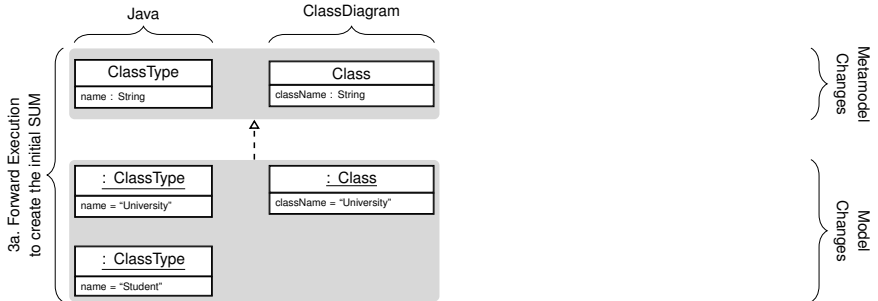 Java
ClassDiagram
3a. Forward Execution
to create the initial SUM
ClassType
name : String
Class
className : String
Metamodel
Changes
: ClassType
name = “University”
: Class
className = “University”
: ClassType
name = “Student”
Model
Changes